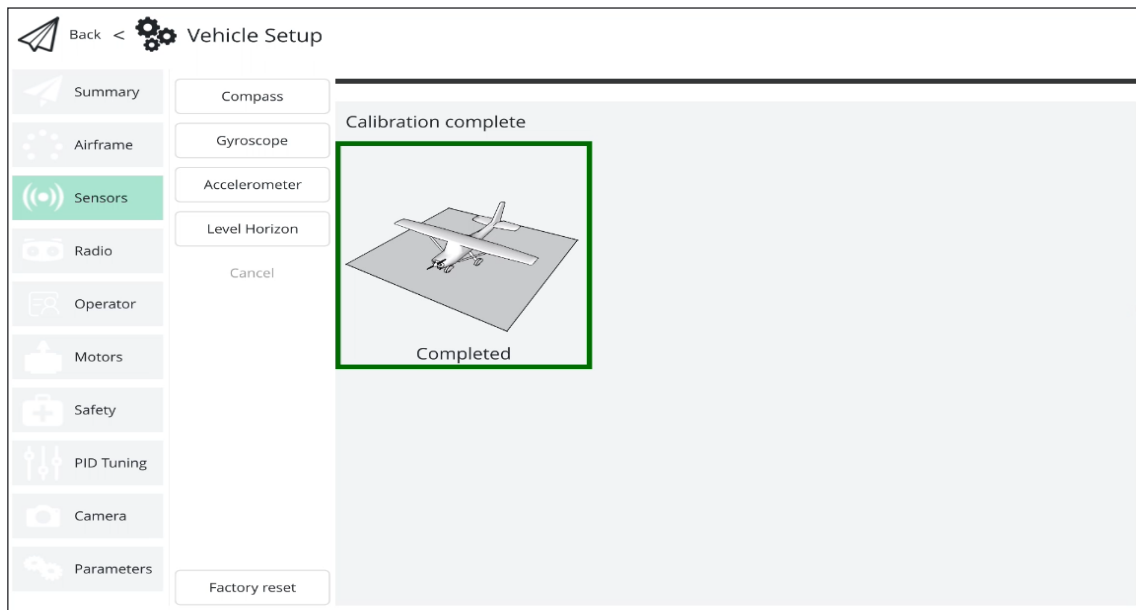 Back < Vehicle Setup
Summary
Airframe
Sensors
Radio
Operator
Motors
Safety
PID Tuning
Camera
Parameters
Compass
Gyroscope
Accelerometer
Level Horizon
Cancel
Factory reset
Calibration complete
Completed